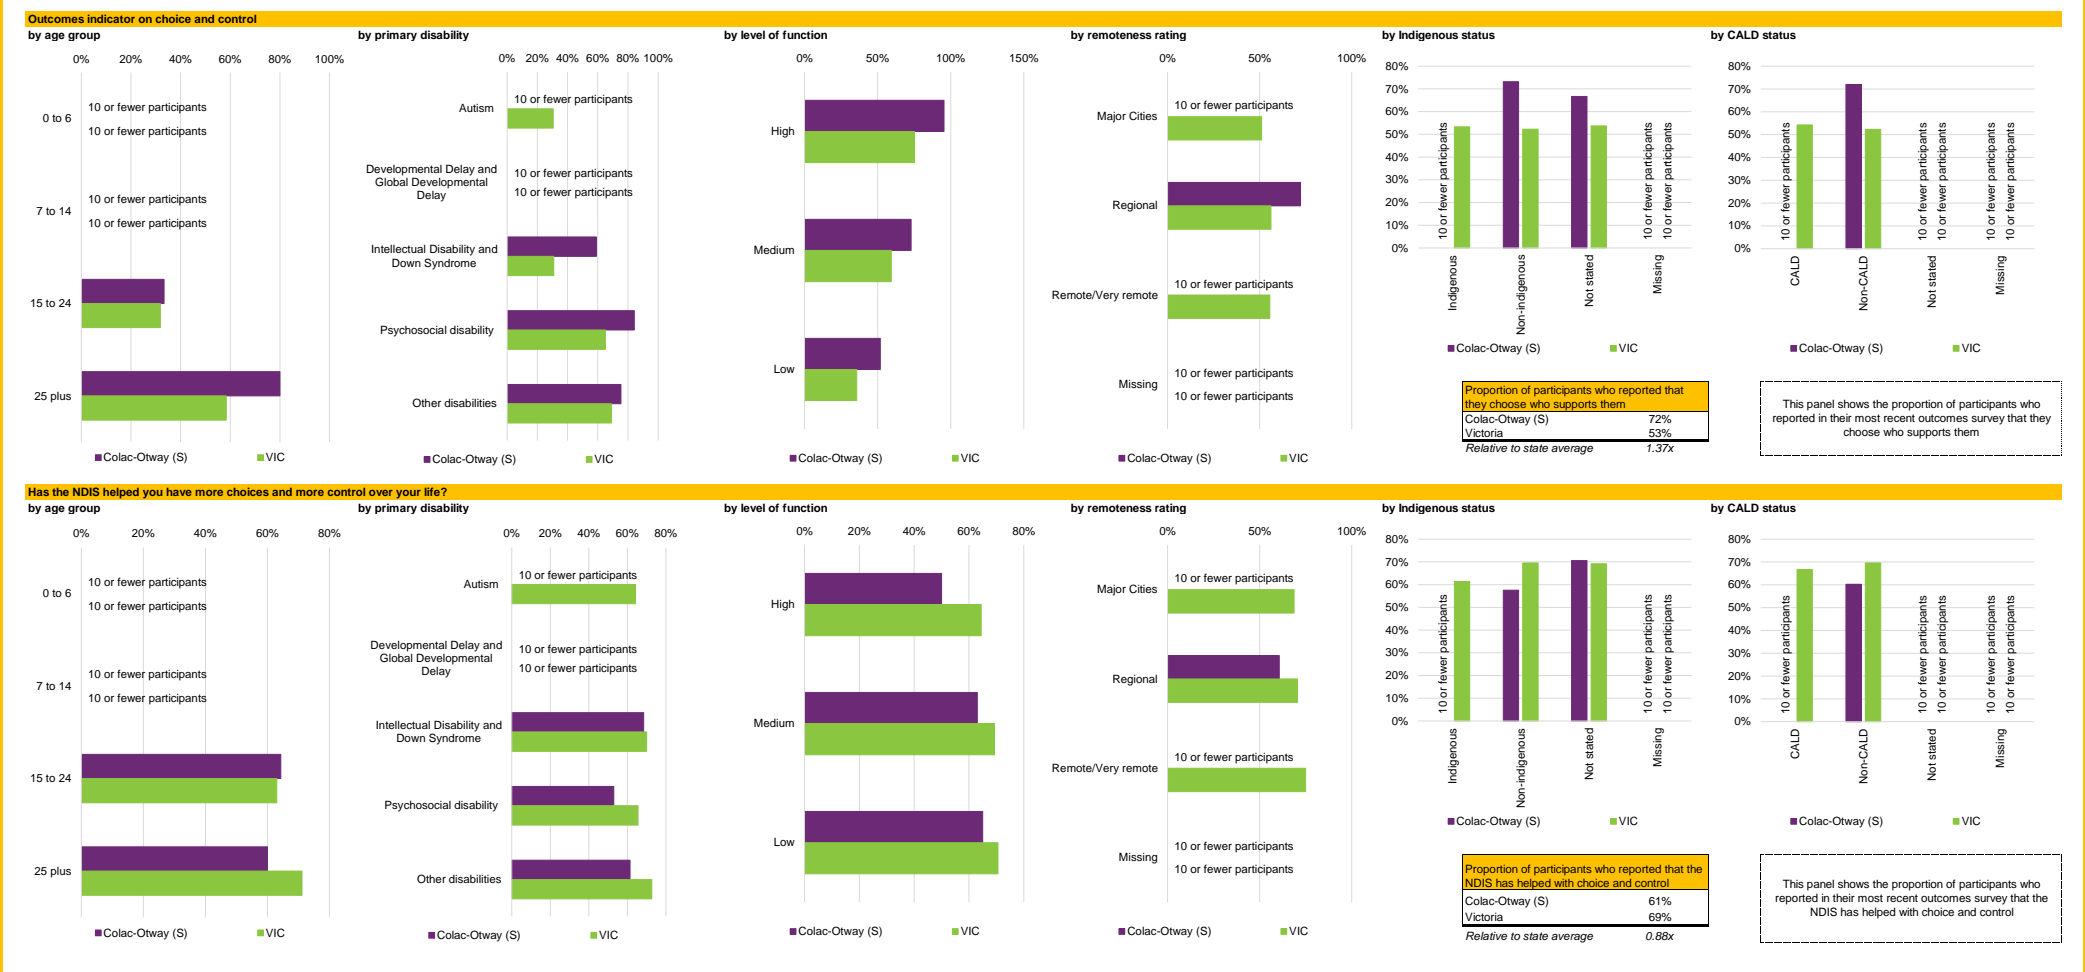 Outcomes indicator on choice and control
by age group
0% 20% 40% 60% 80% 100%
0 to 6
10 or fewer participants
10 or fewer participants
7 to 14
10 or fewer participants
10 or fewer participants
15 to 24
25 plus
Colac-Otway (S) VIC
by primary disability
0% 20% 40% 60% 80% 100%
Autism
10 or fewer participants
Developmental Delay and
Global Developmental
Delay
10 or fewer participants
10 or fewer participants
Intellectual Disability and
Down Syndrome
Psychosocial disability
Other disabilities
Colac-Otway (S) VIC
by level of function
0% 50% 100% 150%
High
Medium
Low
Colac-Otway (S) VIC
by remoteness rating
0% 50% 100%
Major Cities
10 or fewer participants
Regional
Remote/Very remote
10 or fewer participants
Missing
10 or fewer participants
10 or fewer participants
Colac-Otway (S) VIC
by Indigenous status
80%
70%
60%
50%
40%
30%
20%
10%
0%
10 or fewer participants
10 or fewer participants
10 or fewer participants
Indigenous
Non-indigenous
Not stated
Missing
Colac-Otway (S) VIC
Proportion of participants who reported that
they choose who supports them
Colac-Otway (S) 72%
Victoria 53%
Relative to state average 1.37x
by CALD status
80%
70%
60%
50%
40%
30%
20%
10%
0%
10 or fewer participants
10 or fewer participants
10 or fewer participants
10 or fewer participants
10 or fewer participants
CALD
Non-CALD
Not stated
Missing
Colac-Otway (S) VIC
This panel shows the proportion of participants who
reported in their most recent outcomes survey that they
choose who supports them
Has the NDIS helped you have more choices and more control over your life?
by age group
0% 20% 40% 60% 80%
0 to 6
10 or fewer participants
10 or fewer participants
7 to 14
10 or fewer participants
10 or fewer participants
15 to 24
25 plus
Colac-Otway (S) VIC
by primary disability
0% 20% 40% 60% 80%
Autism
10 or fewer participants
Developmental Delay and
Global Developmental
Delay
10 or fewer participants
10 or fewer participants
Intellectual Disability and
Down Syndrome
Psychosocial disability
Other disabilities
Colac-Otway (S) VIC
by level of function
0% 20% 40% 60% 80%
High
Medium
Low
Colac-Otway (S) VIC
by remoteness rating
0% 50% 100%
Major Cities
10 or fewer participants
Regional
Remote/Very remote
10 or fewer participants
Missing
10 or fewer participants
10 or fewer participants
Colac-Otway (S) VIC
by Indigenous status
80%
70%
60%
50%
40%
30%
20%
10%
0%
10 or fewer participants
10 or fewer participants
10 or fewer participants
Indigenous
Non-indigenous
Not stated
Missing
Colac-Otway (S) VIC
Proportion of participants who reported that the
NDIS has helped with choice and control
Colac-Otway (S) 61%
Victoria 69%
Relative to state average 0.88x
by CALD status
80%
70%
60%
50%
40%
30%
20%
10%
0%
10 or fewer participants
10 or fewer participants
10 or fewer participants
10 or fewer participants
10 or fewer participants
CALD
Non-CALD
Not stated
Missing
Colac-Otway (S) VIC
This panel shows the proportion of participants who
reported in their most recent outcomes survey that the
NDIS has helped with choice and control